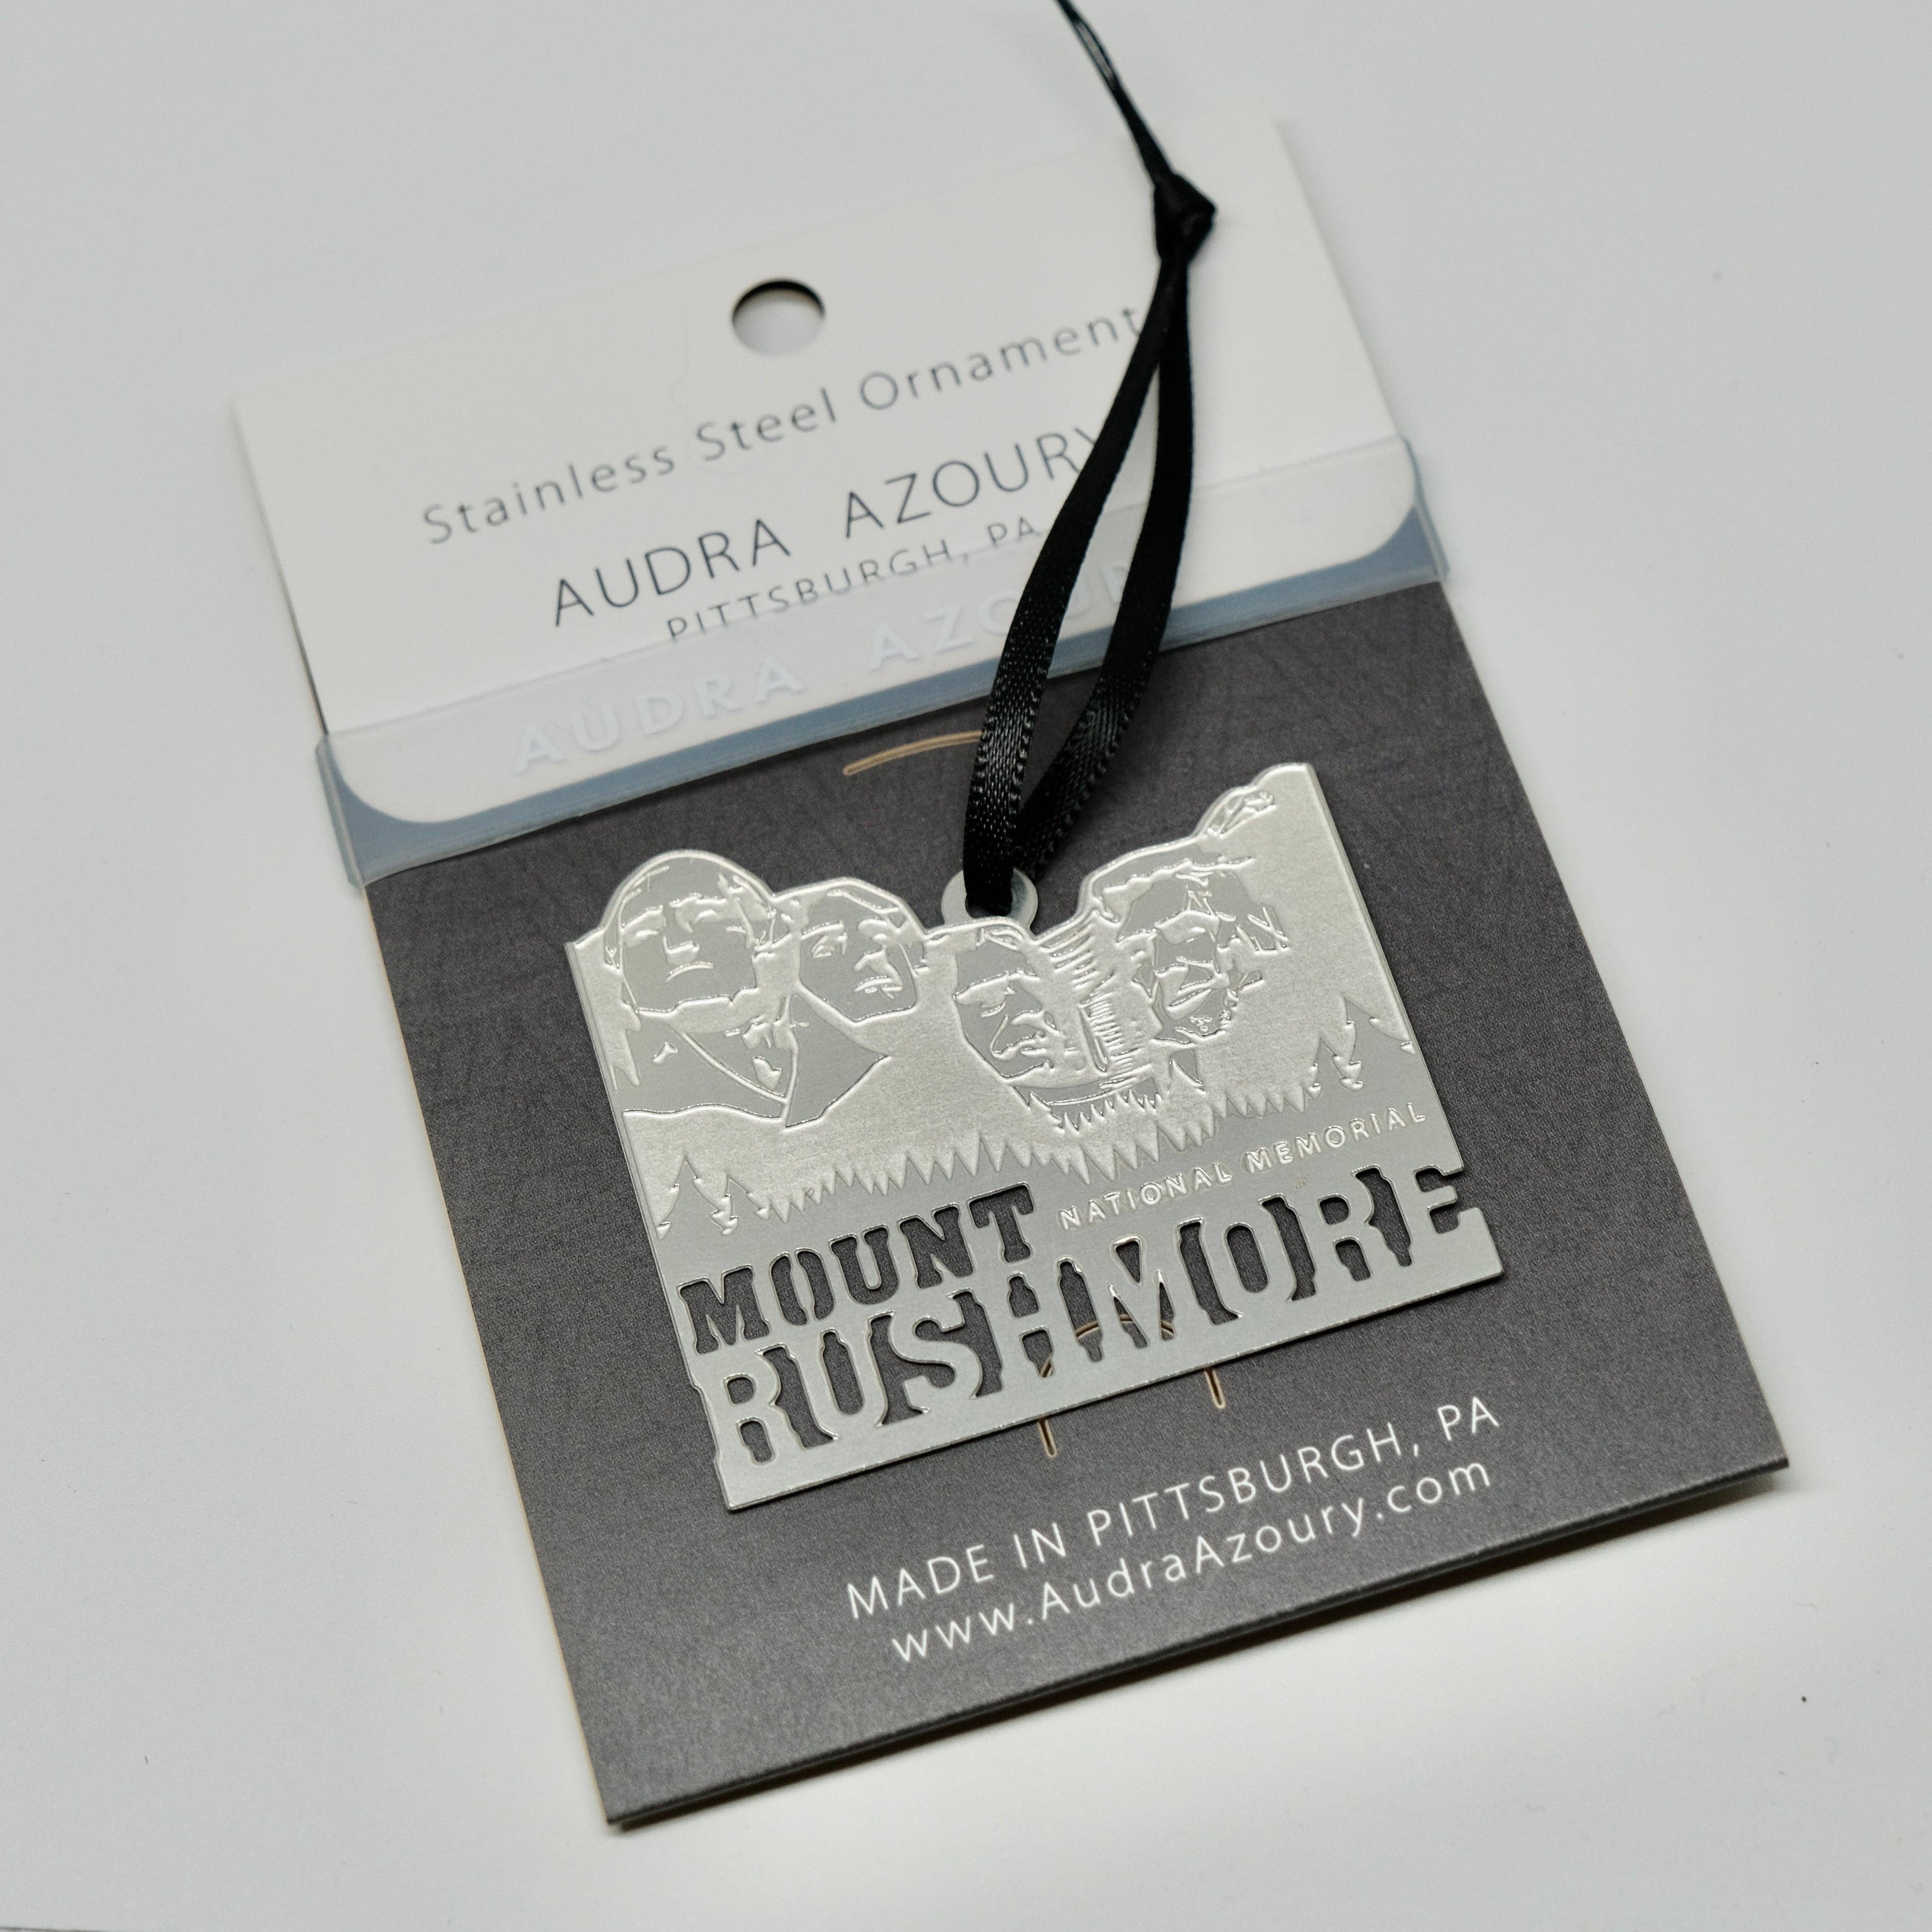 Stainless Steel Ornament
AUDRA AZOURY
PITTSBURGH, PA
AUDRA AZOURY
NATIONAL MEMORIAL
MOUNT
RUSHMORE
MADE IN PITTSBURGH, PA
www.AudraAzoury.com